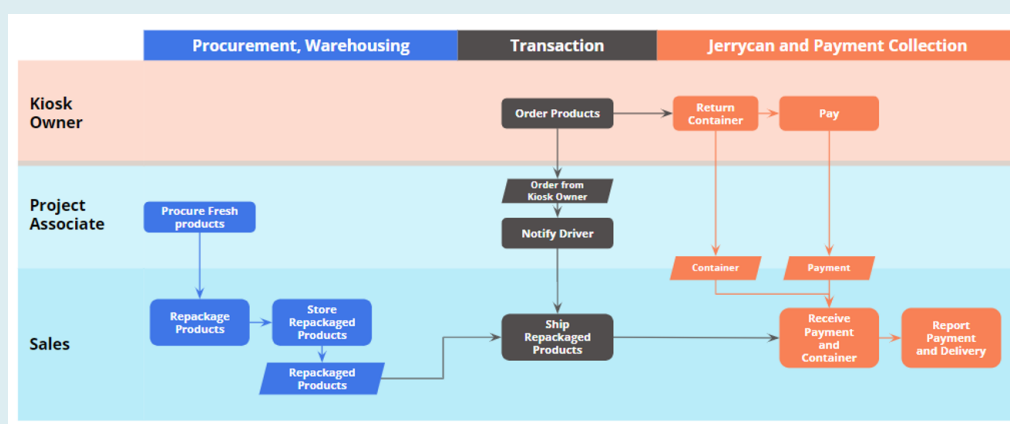 Procurement, Warehousing
Transaction
Jerrycan and Payment Collection
Kiosk
Owner
Order Products
Return
Container
Pay
Project
Associate
Order from
Kiosk Owner
Procure Fresh
products
Notify Driver
Container
Payment
Sales
Repackage
Products
Store
Repackaged
Products
Repackaged
Products
Ship
Repackaged
Products
Receive
Payment
and
Container
Report
Payment
and Delivery